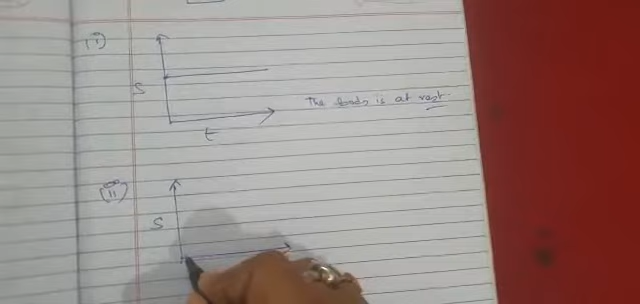 (i)
S
The body is at rest
t
(ii)
S